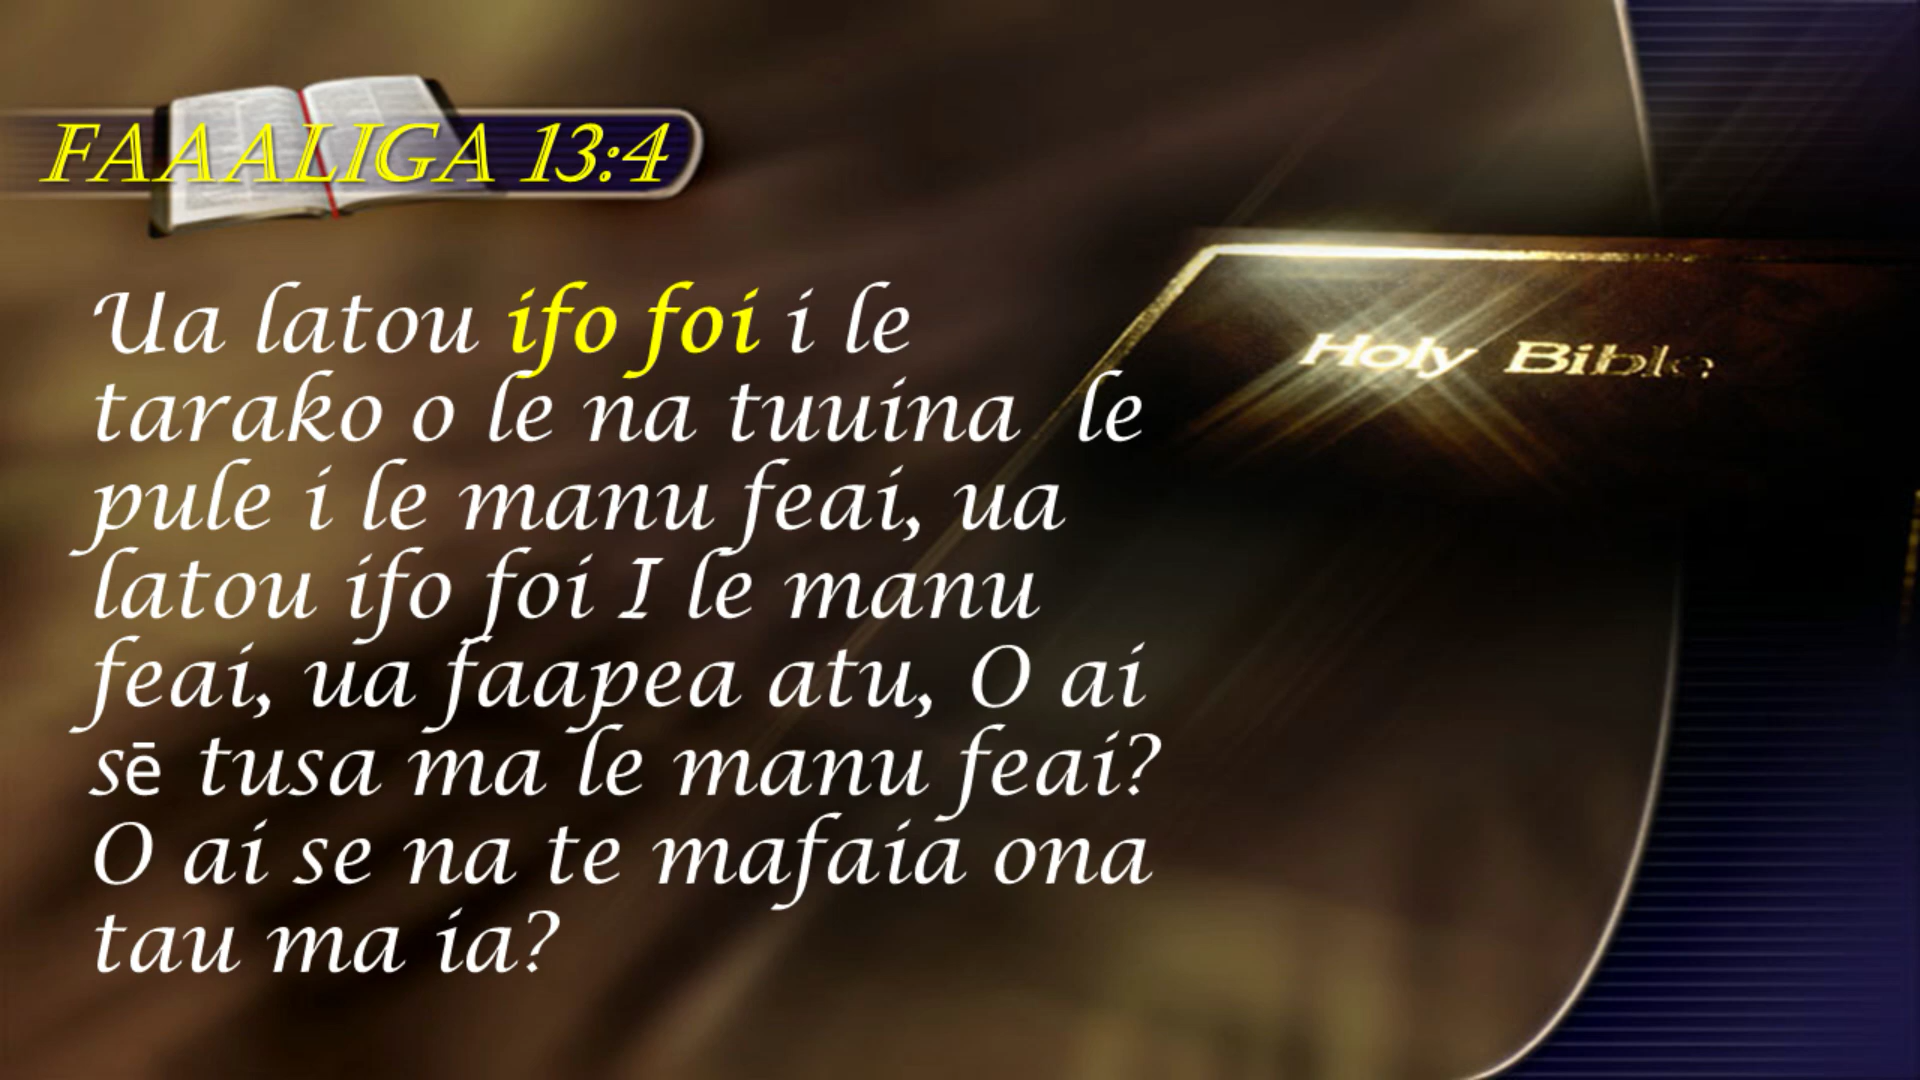 FAAALIGA 13:4
Holy Bible
Ua latou ifo foi i le
tarako o le na tuuina le
pule i le manu feai, ua
latou ifo foi I le manu
feai, ua faapea atu, O ai
sē tusa ma le manu feai?
O ai se na te mafaia ona
tau ma ia?